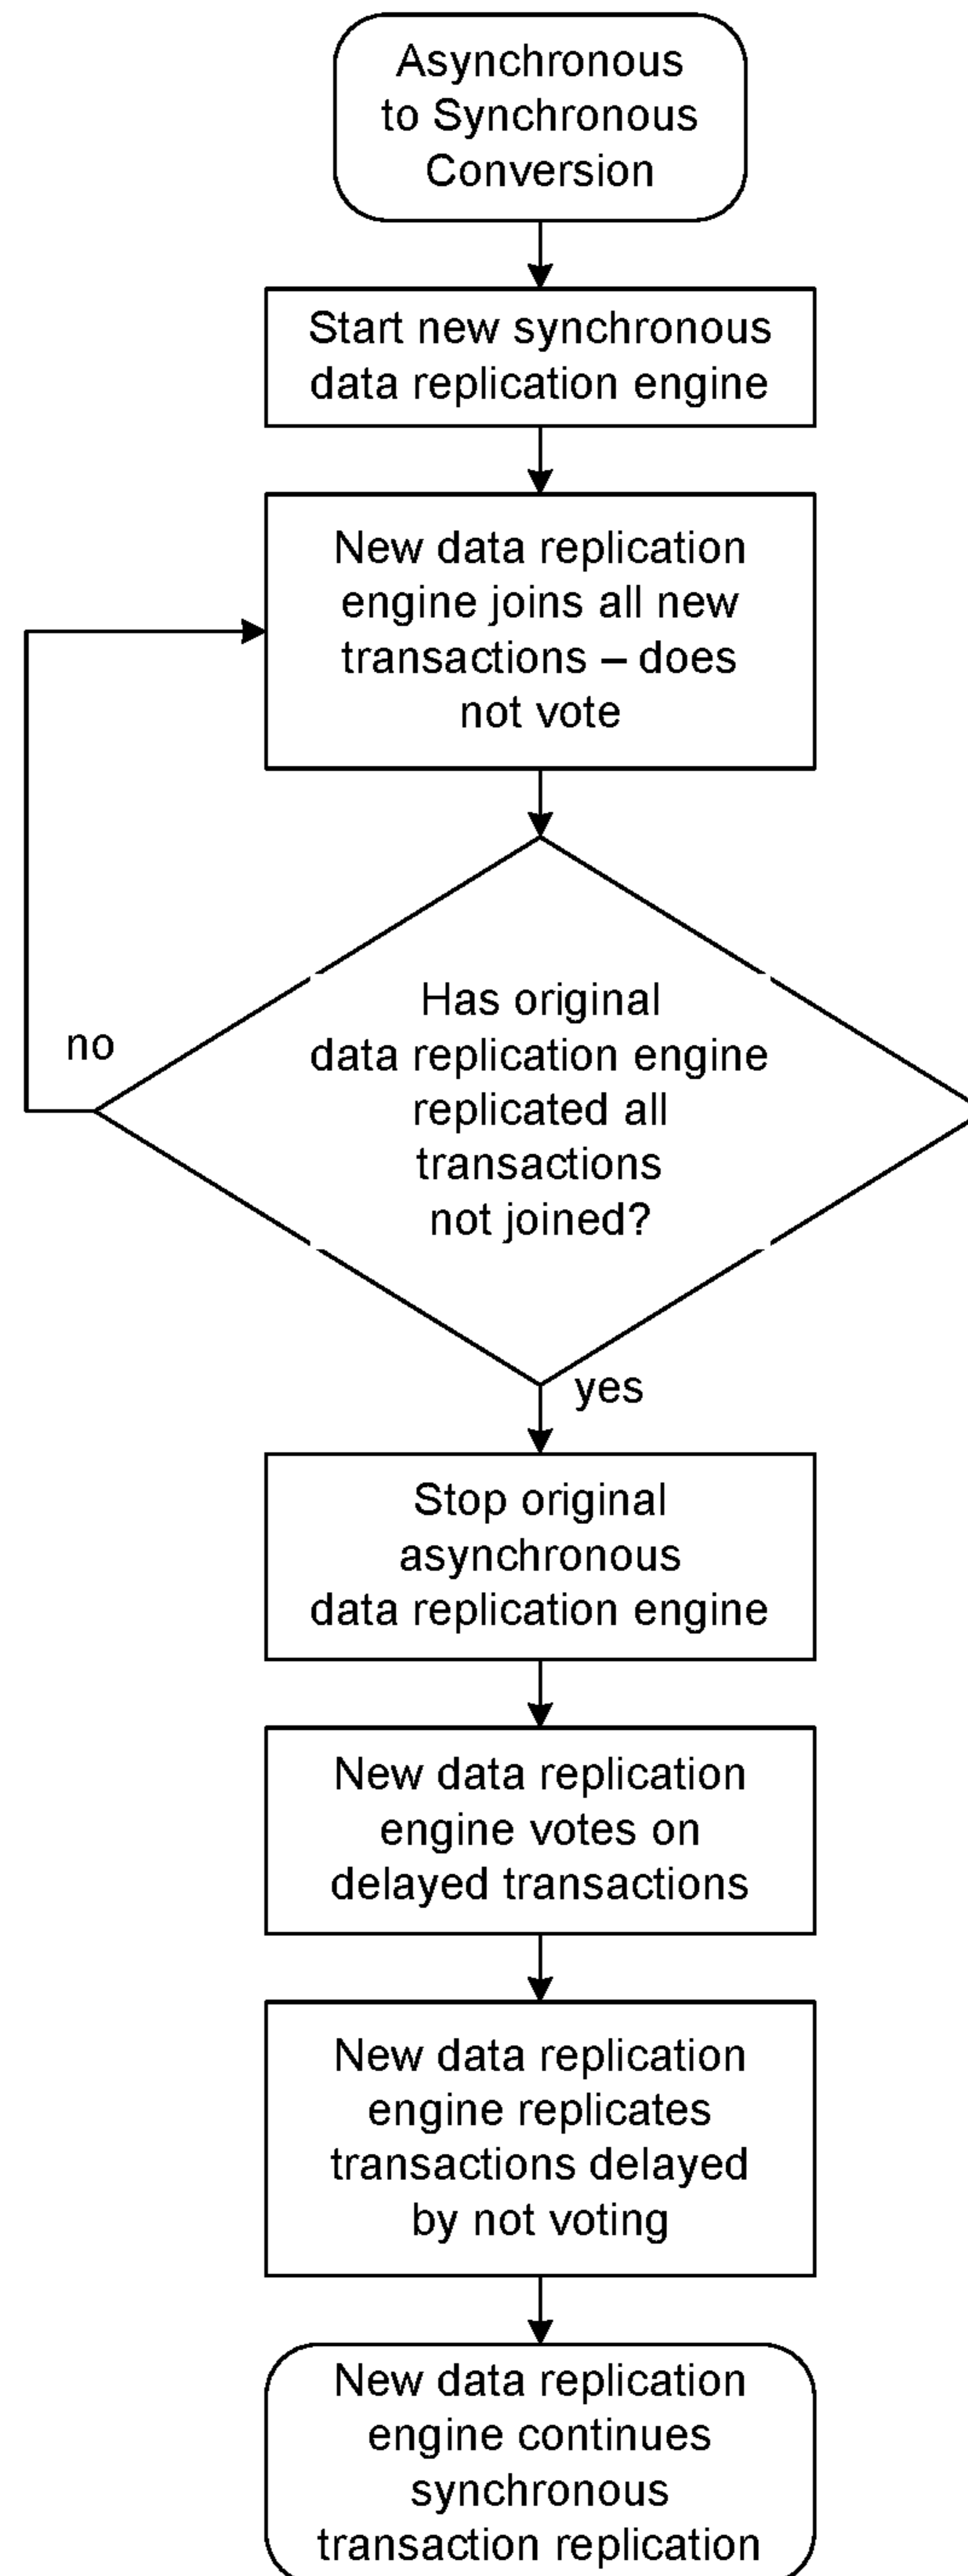 Asynchronous
to Synchronous
Conversion
Start new synchronous
data replication engine
New data replication
engine joins all new
transactions – does
not vote
Has original
data replication engine
replicated all
transactions
not joined?
no
yes
Stop original
asynchronous
data replication engine
New data replication
engine votes on
delayed transactions
New data replication
engine replicates
transactions delayed
by not voting
New data replication
engine continues
synchronous
transaction replication